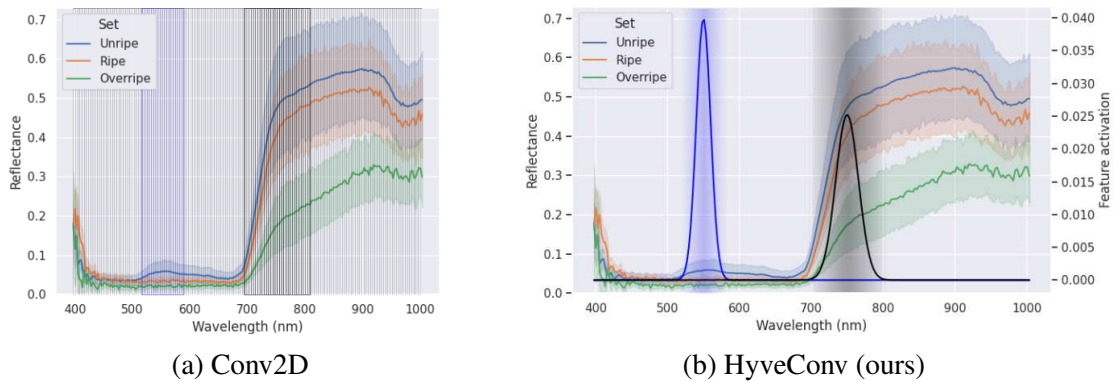 0.7
0.6
0.5
0.4
0.3
0.2
0.1
0.0
Reflectance
Set
Unripe
Ripe
Overripe
400 500 600 700 800 900 1000
Wavelength (nm)
(a) Conv2D
0.7
0.6
0.5
0.4
0.3
0.2
0.1
0.0
Reflectance
Set
Unripe
Ripe
Overripe
0.040
0.035
0.030
0.025
0.020
0.015
0.010
0.005
0.000
Feature activation
400 500 600 700 800 900 1000
Wavelength (nm)
(b) HyveConv (ours)